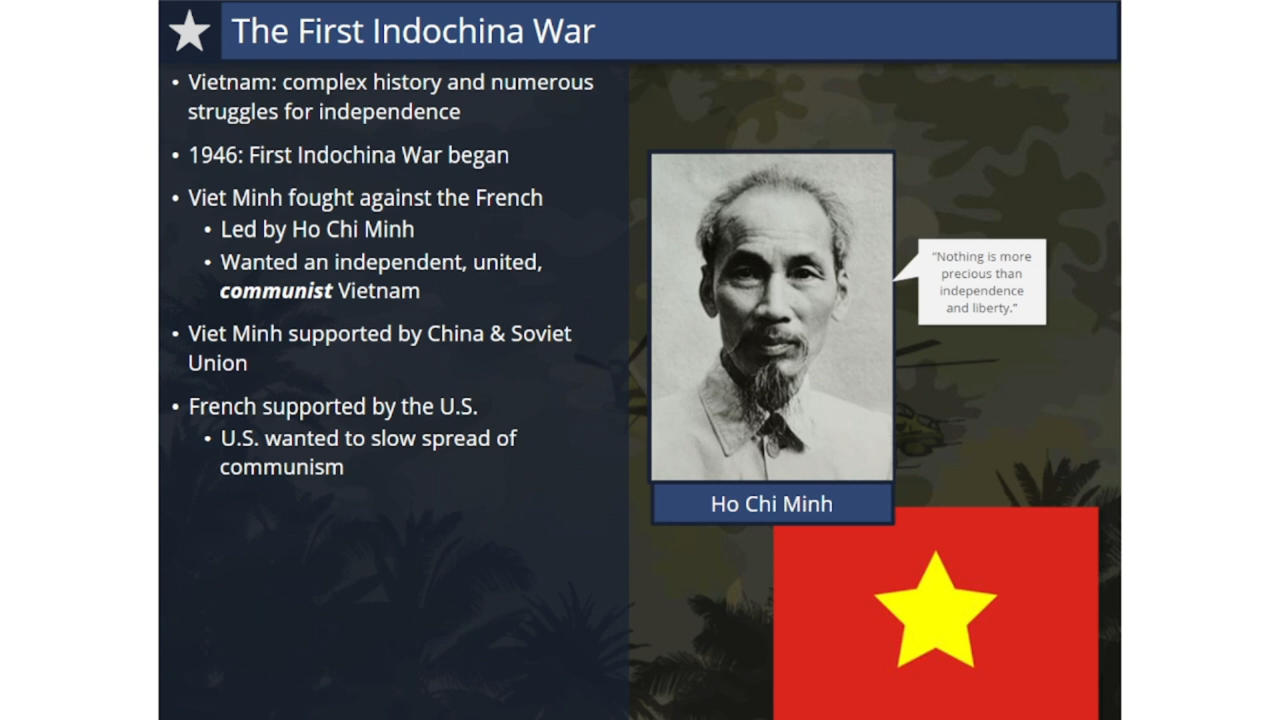 The First Indochina War
• Vietnam: complex history and numerous
struggles for independence
• 1946: First Indochina War began
• Viet Minh fought against the French
• Led by Ho Chi Minh
• Wanted an independent, united,
communist Vietnam
• Viet Minh supported by China & Soviet
Union
• French supported by the U.S.
• U.S. wanted to slow spread of
communism
"Nothing is more
precious than
independence
and liberty."
Ho Chi Minh